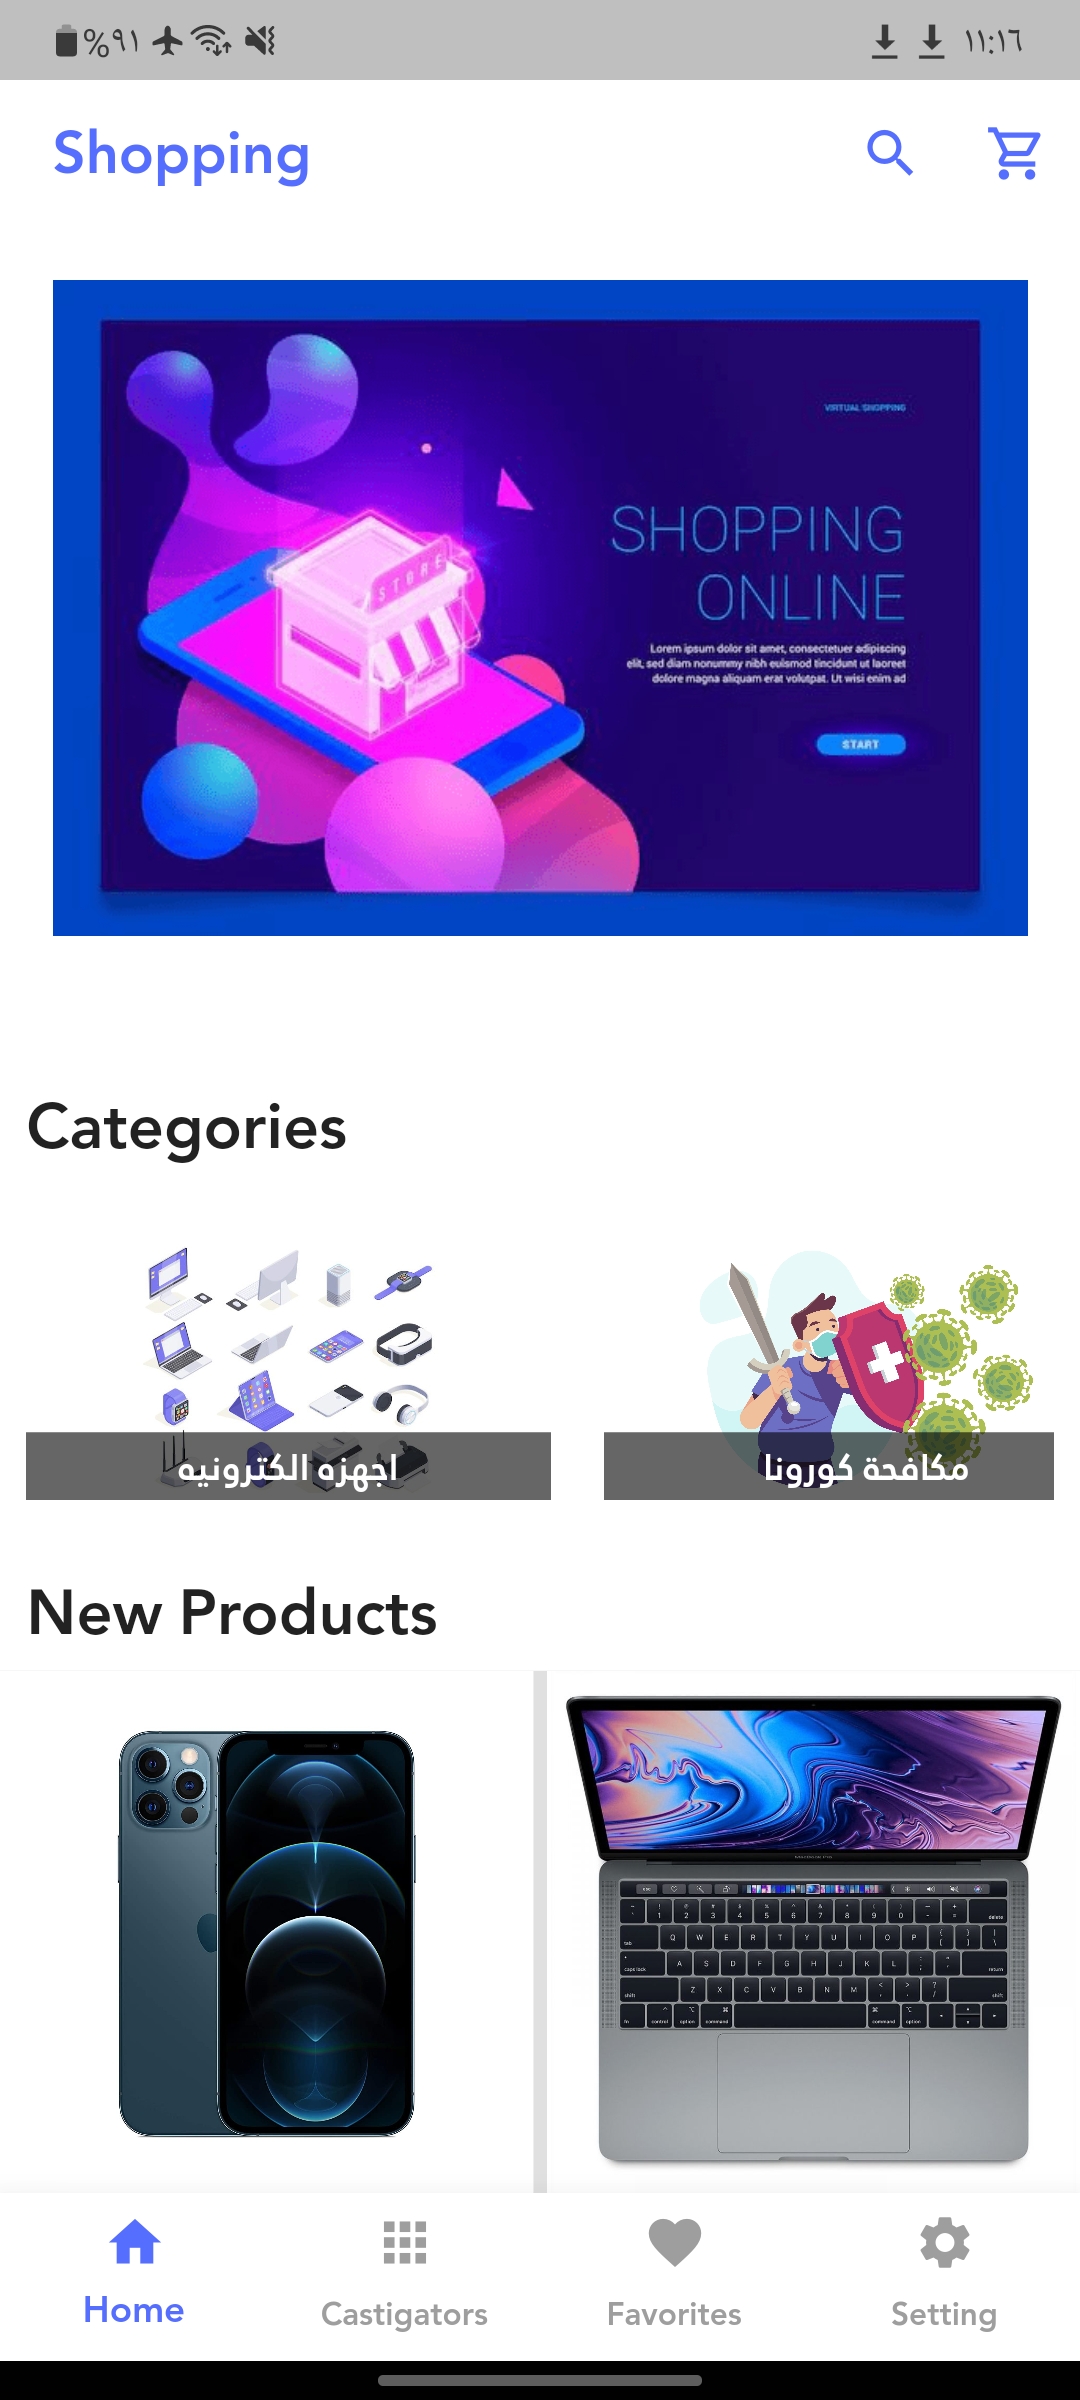 %٩١
١١:١٦
Shopping
VIRTUAL SHOPPING
SHOPPING
ONLINE
STORE
Lorem ipsum dolor sit amet, consectetuer adipiscing
elit, sed diam nonummy nibh euismod tincidunt ut laoreet
dolore magna aliquam erat volutpat. Ut wisi enim ad
START
Categories
اجهزه الكترونيه
مكافحة كورونا
New Products
Home
Castigators
Favorites
Setting